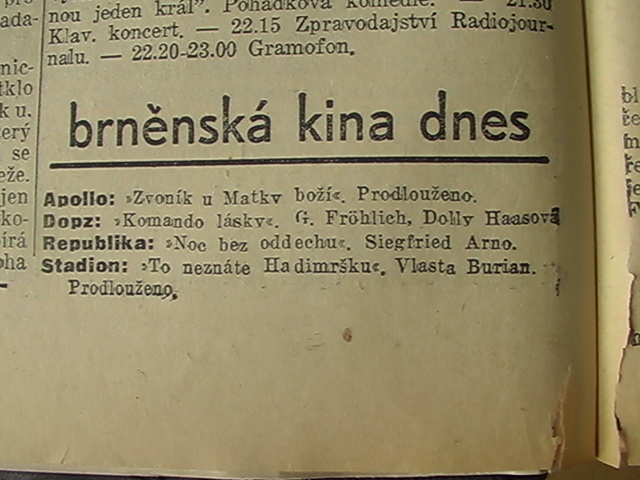 nou jeden král". Pohádková komedie. — 21.30
Klav. koncert. — 22.15 Zpravodajství Radiojour-
nalu. — 22.20-23.00 Gramofon.
brněnská kina dnes
Apollo: »Zvoník u Matky boží«. Prodlouženo.
Dopz: »Komando lásky«. G. Fröhlich, Dolly Haasová
Republika: »Noc bez oddechu«. Siegfried Arno.
Stadion: »To neznáte Hadimršku«, Vlasta Burian.
Prodlouženo.